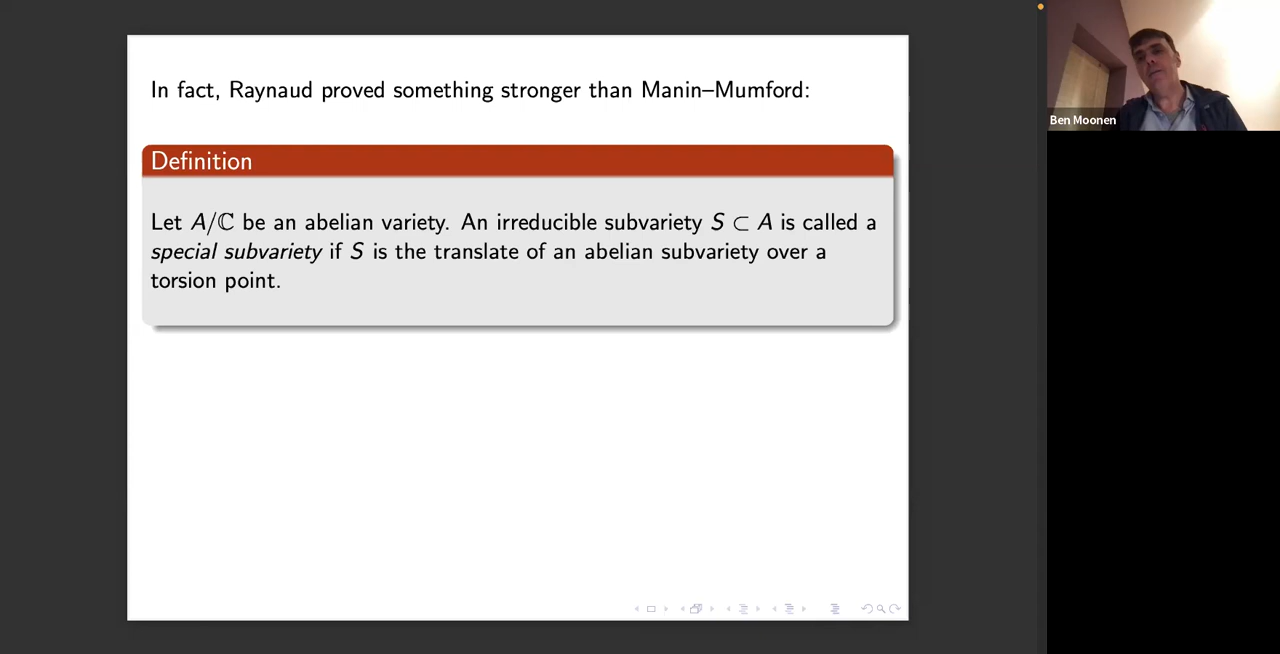 In fact, Raynaud proved something stronger than Manin–Mumford:
Definition
Let A/ℂ be an abelian variety. An irreducible subvariety S ⊂ A is called a
special subvariety if S is the translate of an abelian subvariety over a
torsion point.
Ben Moonen